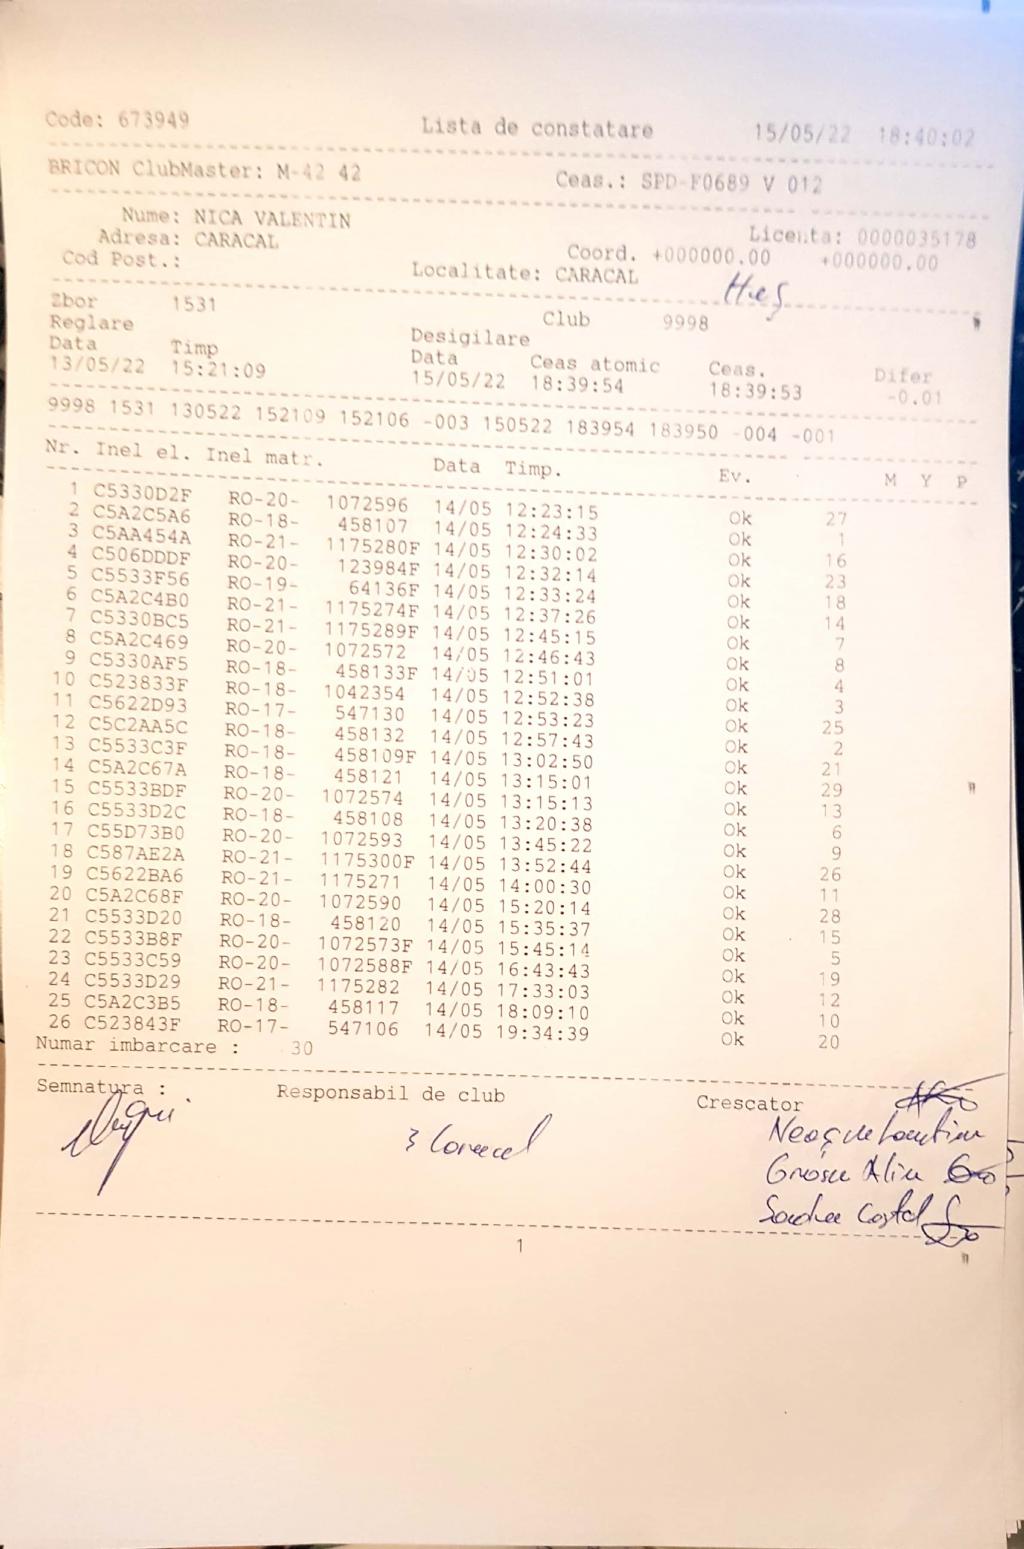 Code: 673949 Lista de constatare 15/05/22 18:40:02
BRICON ClubMaster: M-42 42 Ceas.: SPD-F0689 V 012
Nume: NICA VALENTIN Licenta: 0000035178
Adresa: CARACAL Coord. +000000.00 +000000.00
Cod Post.: Localitate: CARACAL
Zbor 1531 Club 9998
Reglare Desigilare
Data Timp Data Ceas atomic Ceas. Difer
13/05/22 15:21:09 15/05/22 18:39:54 18:39:53 -0.01
9998 1531 130522 152109 152106 -003 150522 183954 183950 -004 -001
Nr. Inel el. Inel matr. Data Timp. Ev. M Y P
1 C5330D2F RO-20- 1072596 14/05 12:23:15 Ok 27
2 C5A2C5A6 RO-18- 458107 14/05 12:24:33 Ok 1
3 C5AA454A RO-21- 1175280F 14/05 12:30:02 Ok 16
4 C506DDDF RO-20- 123984F 14/05 12:32:14 Ok 23
5 C5533F56 RO-19- 64136F 14/05 12:33:24 Ok 18
6 C5A2C4B0 RO-21- 1175274F 14/05 12:37:26 Ok 14
7 C5330BC5 RO-21- 1175289F 14/05 12:45:15 Ok 7
8 C5A2C469 RO-20- 1072572 14/05 12:46:43 Ok 8
9 C5330AF5 RO-18- 458133F 14/05 12:51:01 Ok 4
10 C523833F RO-18- 1042354 14/05 12:52:38 Ok 3
11 C5622D93 RO-17- 547130 14/05 12:53:23 Ok 25
12 C5C2AA5C RO-18- 458132 14/05 12:57:43 Ok 2
13 C5533C3F RO-18- 458109F 14/05 13:02:50 Ok 21
14 C5A2C67A RO-18- 458121 14/05 13:15:01 Ok 29
15 C5533BDF RO-20- 1072574 14/05 13:15:13 Ok 13
16 C5533D2C RO-18- 458108 14/05 13:20:38 Ok 6
17 C55D73B0 RO-20- 1072593 14/05 13:45:22 Ok 9
18 C587AE2A RO-21- 1175300F 14/05 13:52:44 Ok 26
19 C5622BA6 RO-21- 1175271 14/05 14:00:30 Ok 11
20 C5A2C68F RO-20- 1072590 14/05 15:20:14 Ok 28
21 C5533D20 RO-18- 458120 14/05 15:35:37 Ok 15
22 C5533B8F RO-20- 1072573F 14/05 15:45:14 Ok 5
23 C5533C59 RO-20- 1072588F 14/05 16:43:43 Ok 19
24 C5533D29 RO-21- 1175282 14/05 17:33:03 Ok 12
25 C5A2C3B5 RO-18- 458117 14/05 18:09:10 Ok 10
26 C523843F RO-17- 547106 14/05 19:34:39 Ok 20
Numar imbarcare : 30
Semnatura : Responsabil de club Crescator
1